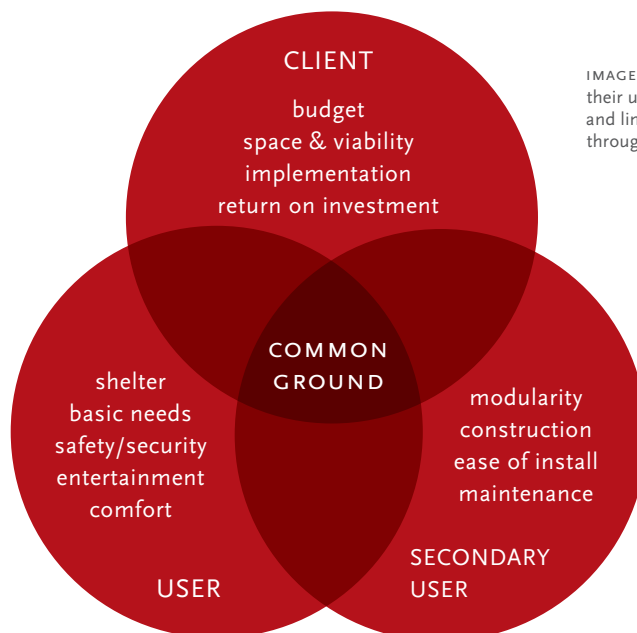 CLIENT
budget
space & viability
implementation
return on investment
IMAGE
their u
and lin
throug
COMMON
GROUND
shelter
basic needs
safety/security
entertainment
comfort
USER
modularity
construction
ease of install
maintenance
SECONDARY
USER